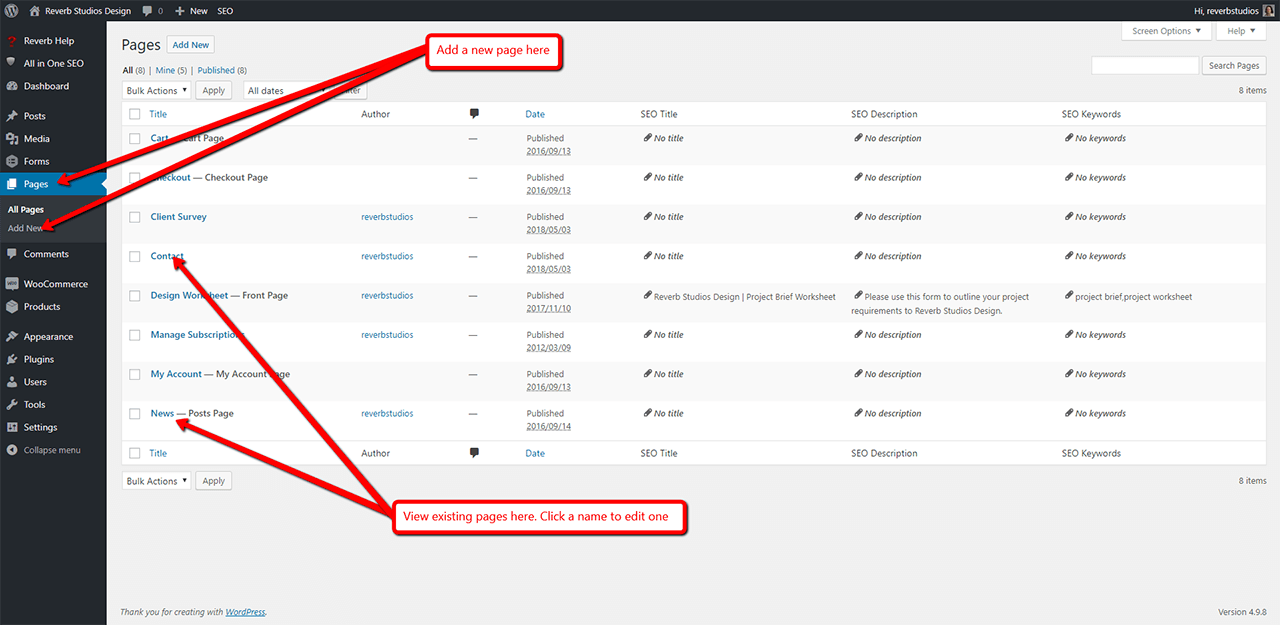 Reverb Studios Design 0 New SEO Hi, reverbstudios
Reverb Help
All in One SEO
Dashboard
Posts
Media
Forms
Pages
All Pages
Add New
Comments
WooCommerce
Products
Appearance
Plugins
Users
Tools
Settings
Collapse menu
Screen Options Help
Pages Add New
Add a new page here
All (8) | Mine (5) | Published (8)
Search Pages
Bulk Actions Apply All dates
8 items
Title Author Date SEO Title SEO Description SEO Keywords
Cart — Cart Page — Published No title No description No keywords
2016/09/13
Checkout — Checkout Page — Published No title No description No keywords
2016/09/13
Client Survey reverbstudios — Published No title No description No keywords
2018/05/03
Contact reverbstudios — Published No title No description No keywords
2018/05/03
Design Worksheet — Front Page reverbstudios — Published Reverb Studios Design | Project Brief Worksheet Please use this form to outline your project project brief,project worksheet
2017/11/10 requirements to Reverb Studios Design.
Manage Subscriptions reverbstudios — Published No title No description No keywords
2012/03/09
My Account — My Account Page — Published No title No description No keywords
2016/09/13
News — Posts Page reverbstudios — Published No title No description No keywords
2016/09/14
Title Author Date SEO Title SEO Description SEO Keywords
Bulk Actions Apply 8 items
View existing pages here. Click a name to edit one
Thank you for creating with WordPress. Version 4.9.8